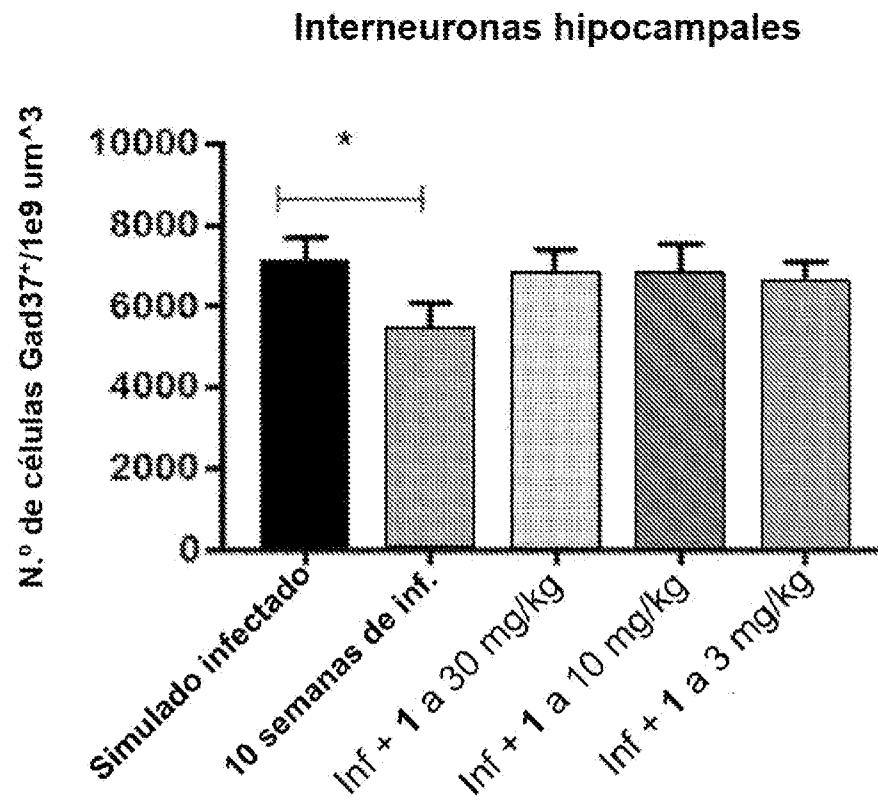 Interneuronas hipocampales
N.º de células Gad37⁺/1e9 um^3
10000
8000
6000
4000
2000
0
*
Simulado infectado
10 semanas de inf.
Inf + 1 a 30 mg/kg
Inf + 1 a 10 mg/kg
Inf + 1 a 3 mg/kg